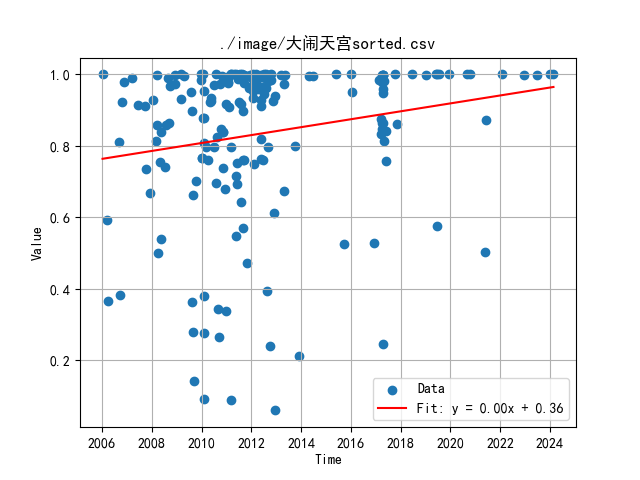 ./image/大闹天宫sorted.csv
1.0
0.8
0.6
0.4
0.2
Value
Data
Fit: y = 0.00x + 0.36
2006 2008 2010 2012 2014 2016 2018 2020 2022 2024
Time